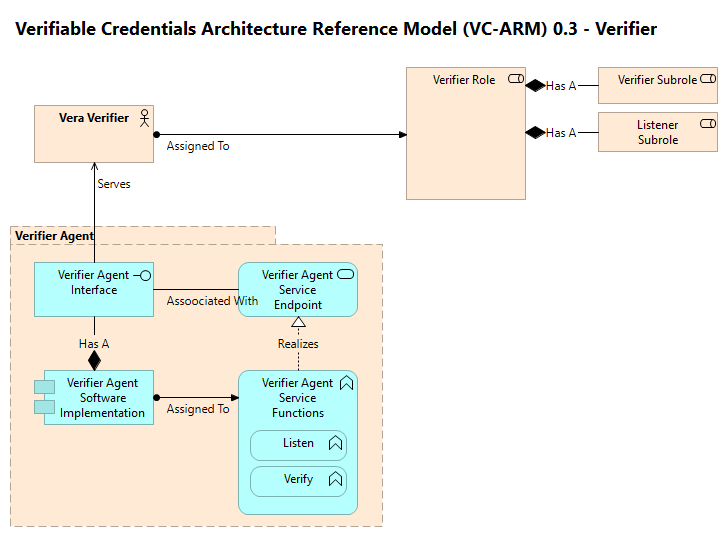 Verifiable Credentials Architecture Reference Model (VC-ARM) 0.3 - Verifier
Verifier Role
Has A
Verifier Subrole
Has A
Listener
Subrole
Vera Verifier
Assigned To
Serves
Verifier Agent
Verifier Agent
Interface
Assoociated With
Verifier Agent
Service
Endpoint
Has A
Realizes
Verifier Agent
Software
Implementation
Assigned To
Verifier Agent
Service
Functions
Listen
Verify